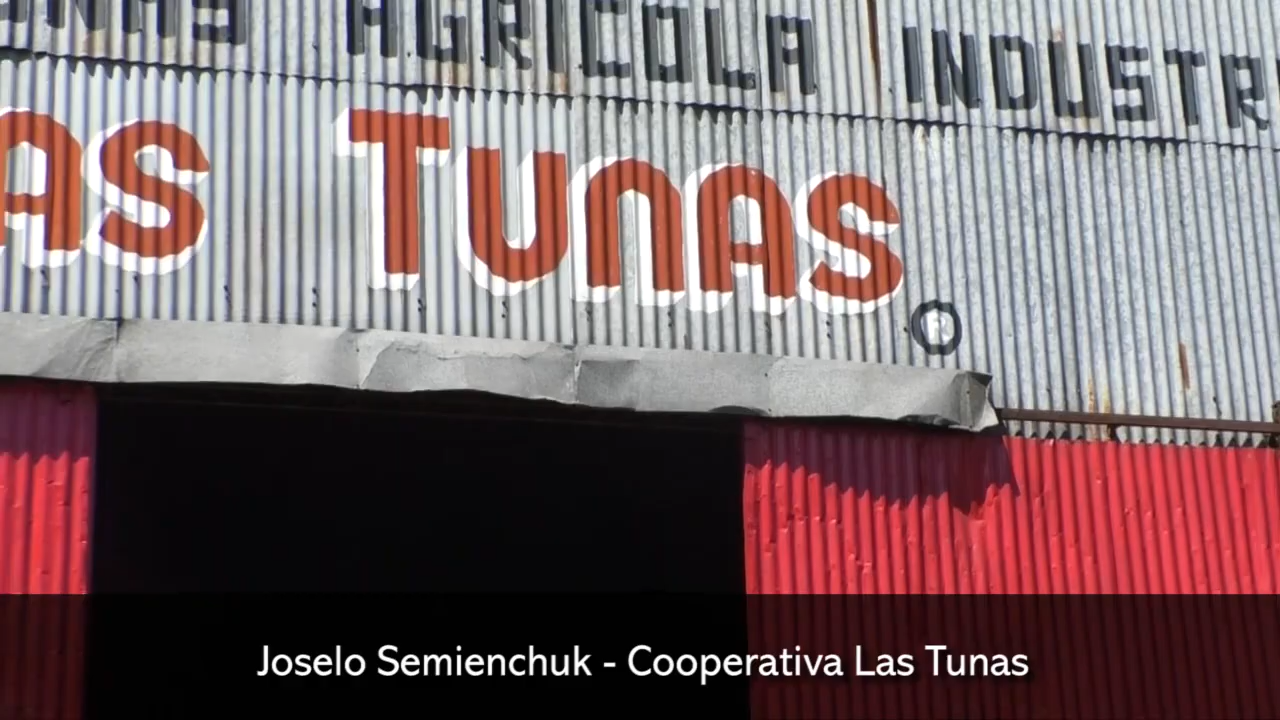 AGRICOLA INDUSTR
AS TUNAS
R
Joselo Semienchuk - Cooperativa Las Tunas